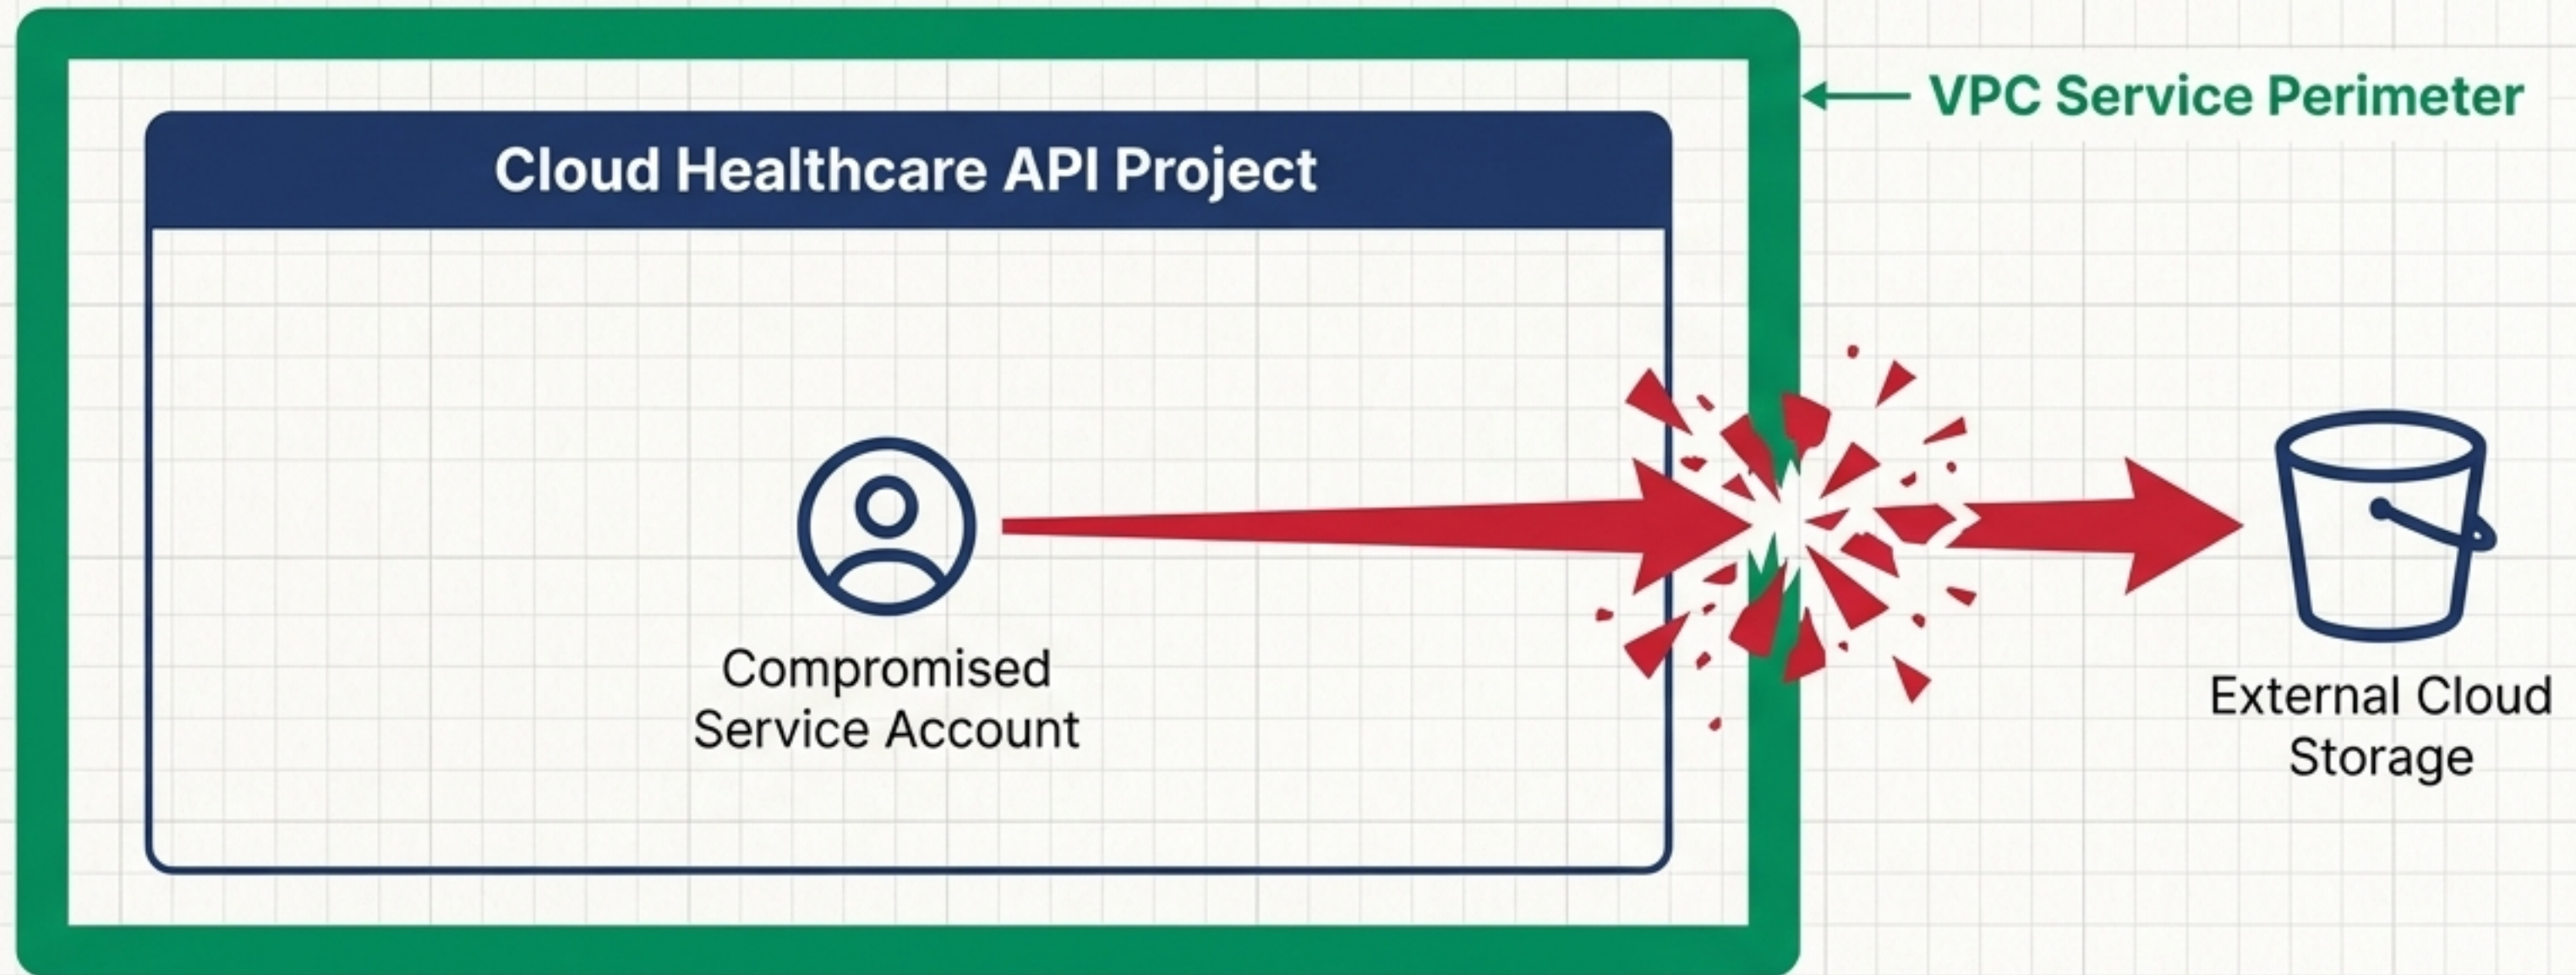 VPC Service Perimeter
Cloud Healthcare API Project
Compromised
Service Account
External Cloud
Storage